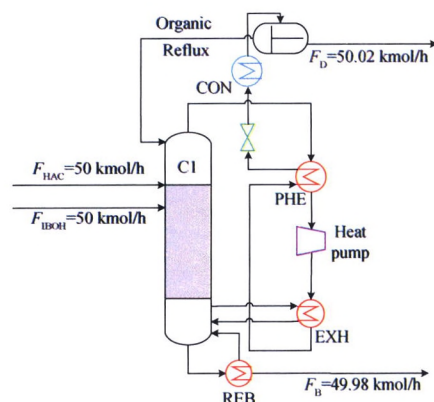 Organic
Reflux
F_D=50.02 kmol/h
CON
F_HAC=50 kmol/h
C1
F_IBOH=50 kmol/h
PHE
Heat
pump
EXH
REB
F_B=49.98 kmol/h